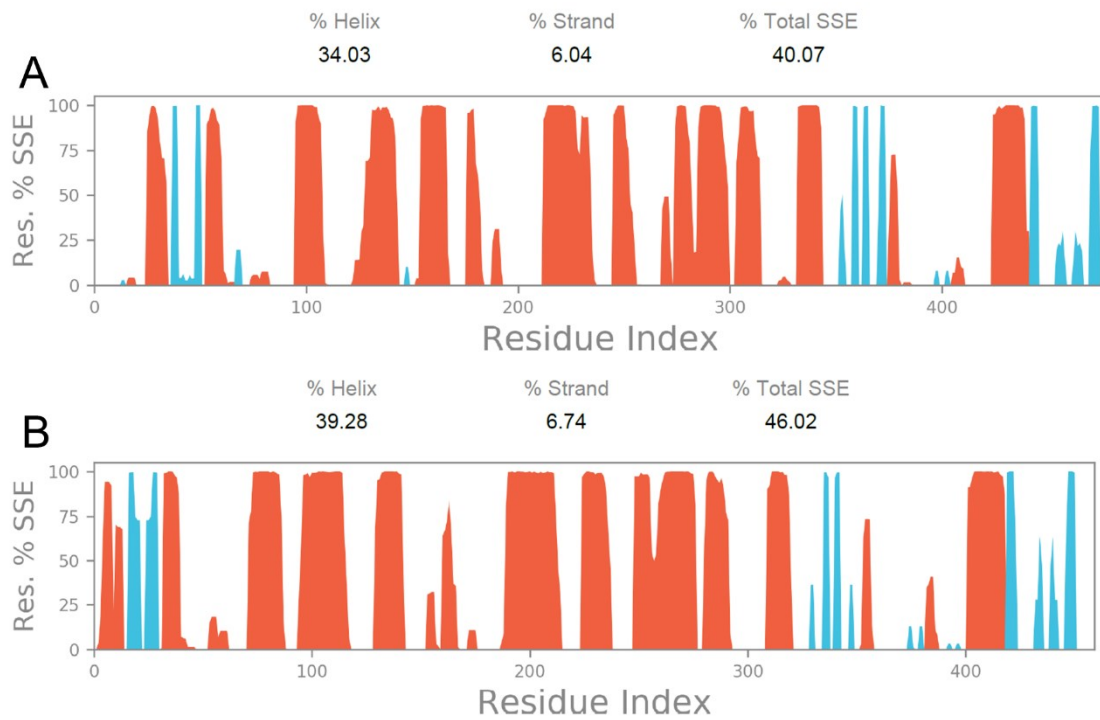 % Helix % Strand % Total SSE
34.03 6.04 40.07
A
100
75
50
25
0
Res. % SSE
0 100 200 300 400
Residue Index
% Helix % Strand % Total SSE
39.28 6.74 46.02
B
100
75
50
25
0
Res. % SSE
0 100 200 300 400
Residue Index